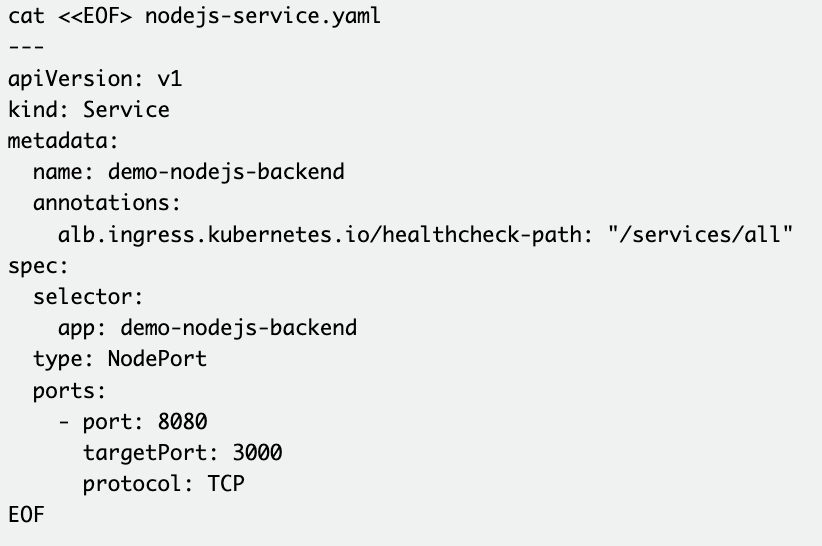 cat <<EOF> nodejs-service.yaml
---
apiVersion: v1
kind: Service
metadata:
  name: demo-nodejs-backend
  annotations:
    alb.ingress.kubernetes.io/healthcheck-path: "/services/all"
spec:
  selector:
    app: demo-nodejs-backend
  type: NodePort
  ports:
    - port: 8080
      targetPort: 3000
      protocol: TCP
EOF